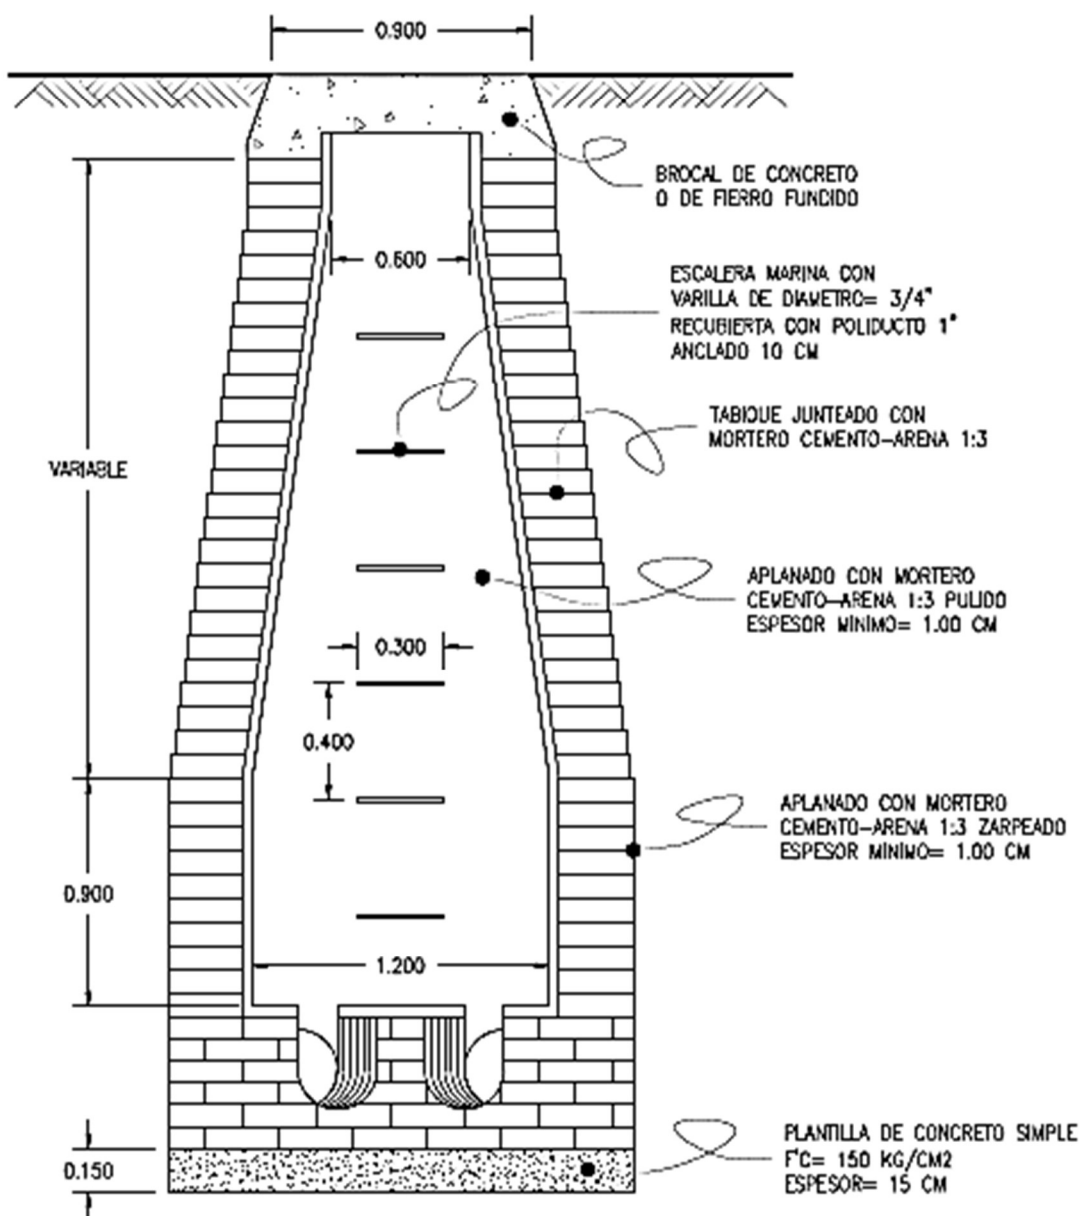 0.900
BROCAL DE CONCRETO
O DE FIERRO FUNDIDO
0.600
ESCALERA MARINA CON
VARILLA DE DIAMETRO= 3/4"
RECUBIERTA CON POLIDUCTO 1"
ANCLADO 10 CM
TABIQUE JUNTEADO CON
MORTERO CEMENTO-ARENA 1:3
VARIABLE
APLANADO CON MORTERO
CEMENTO-ARENA 1:3 PULIDO
ESPESOR MINIMO= 1.00 CM
0.300
0.400
APLANADO CON MORTERO
CEMENTO-ARENA 1:3 ZARPEADO
ESPESOR MINIMO= 1.00 CM
0.900
1.200
PLANTILLA DE CONCRETO SIMPLE
F'C= 150 KG/CM2
ESPESOR= 15 CM
0.150